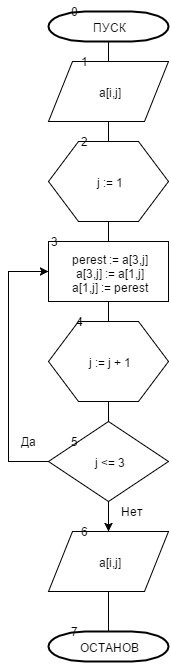 0
ПУСК
1
a[i,j]
2
j := 1
3
perest := a[3,j]
a[3,j] := a[1,j]
a[1,j] := perest
4
j := j + 1
Да
5
j <= 3
Нет
6
a[i,j]
7
ОСТАНОВ